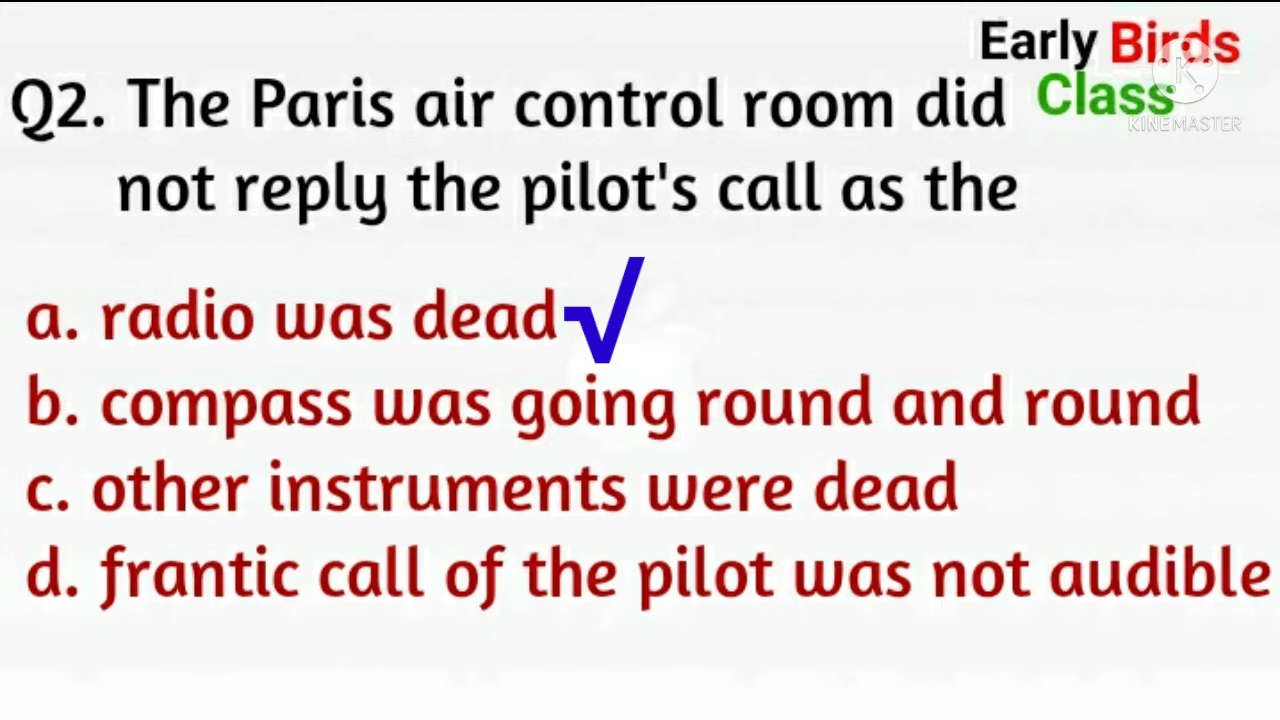 Early Birds
Class
KINEMASTER
Q2. The Paris air control room did
not reply the pilot's call as the
a. radio was dead√
b. compass was going round and round
c. other instruments were dead
d. frantic call of the pilot was not audible